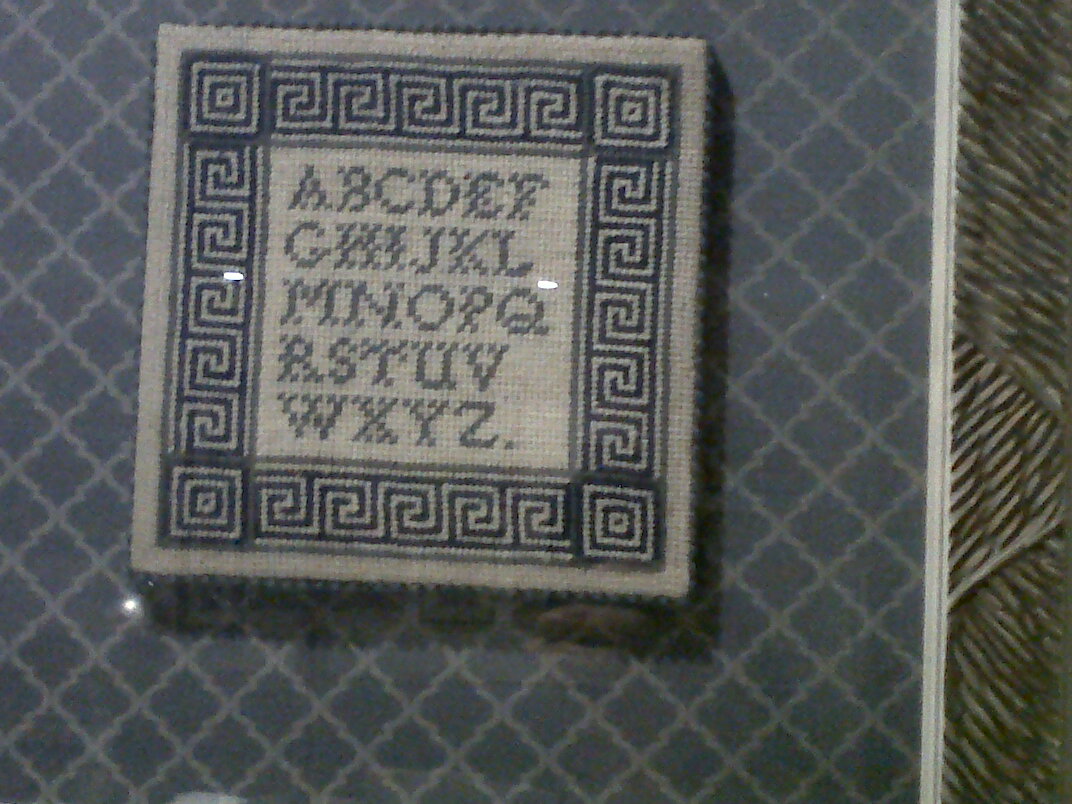 ABCDEF
GHIJKL
MNOPQ
RSTUV
WXYZ.